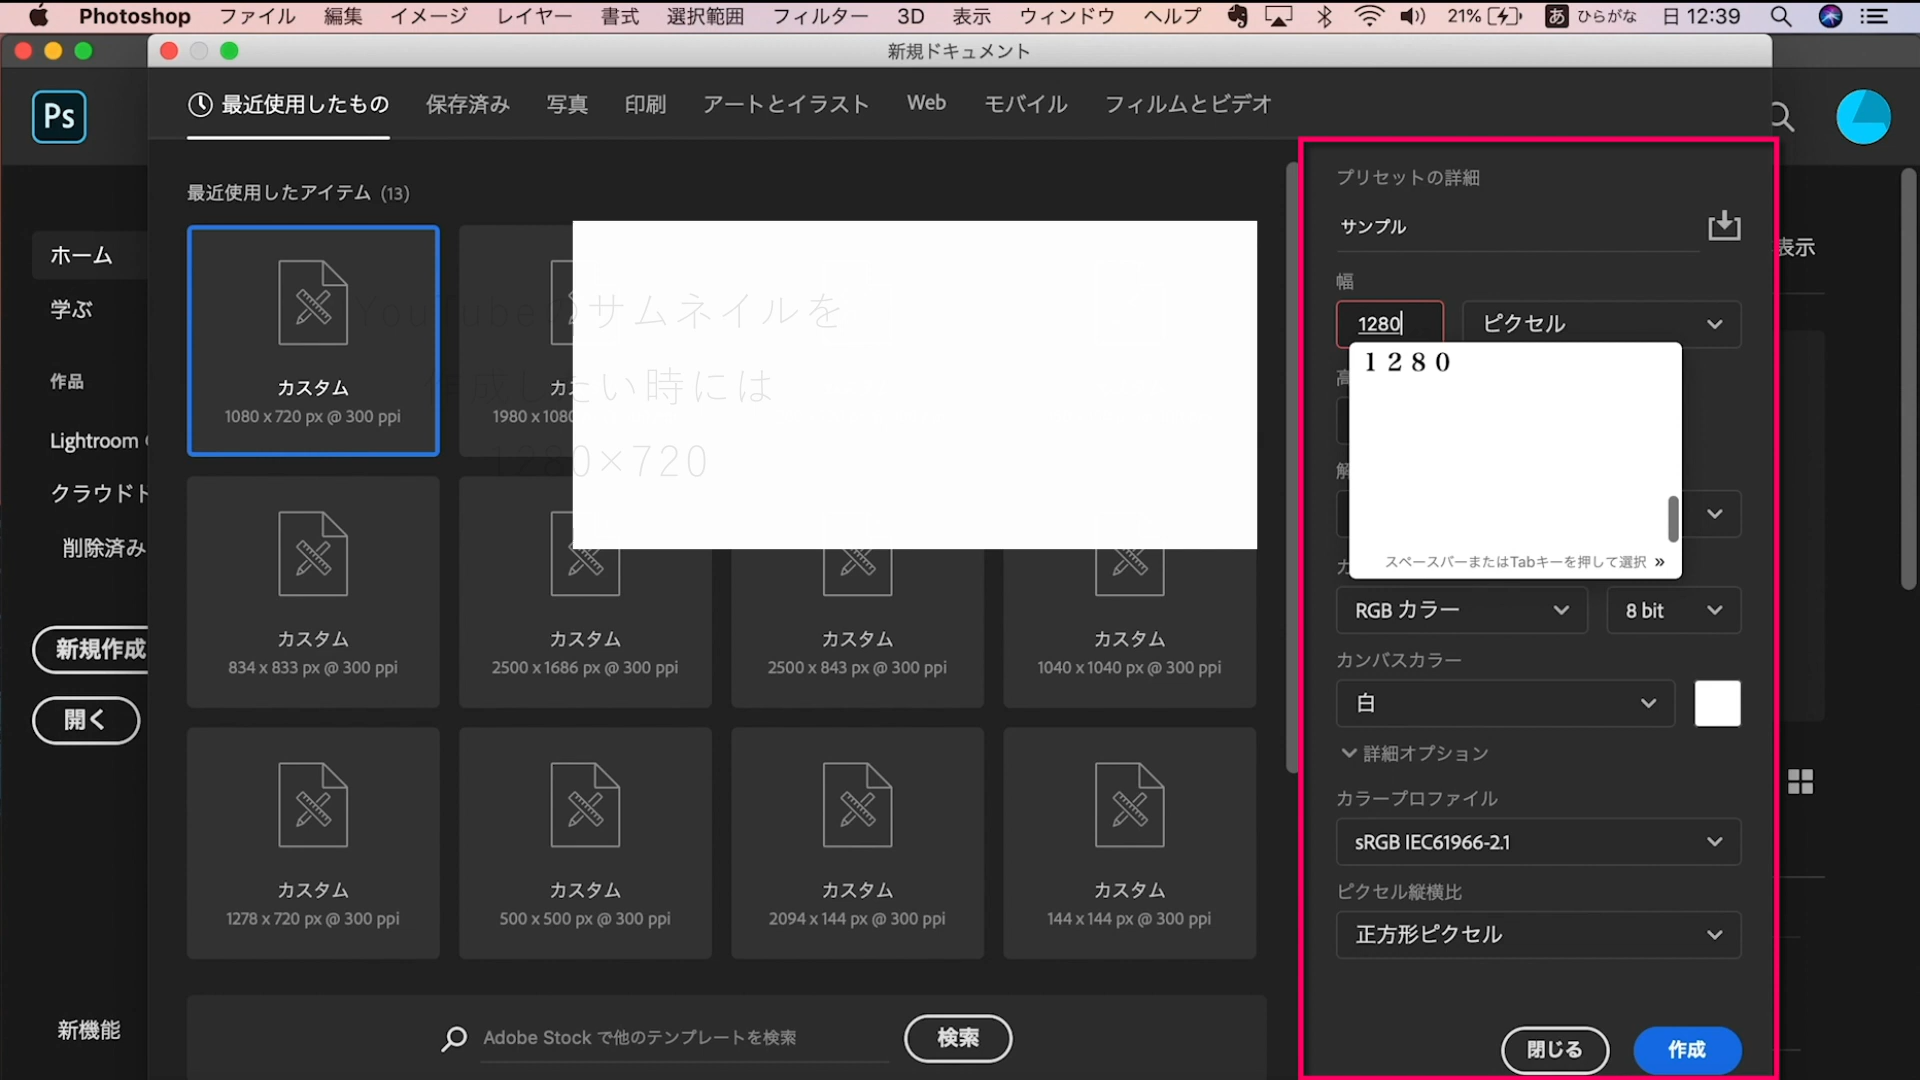 Photoshop ファイル 編集 イメージ レイヤー 書式 選択範囲 フィルター 3D 表示 ウィンドウ ヘルプ 21% あ ひらがな 日 12:39
新規ドキュメント
Ps
最近使用したもの 保存済み 写真 印刷 アートとイラスト Web モバイル フィルムとビデオ
最近使用したアイテム (13)
ホーム
学ぶ
作品
Lightroom
クラウドド
削除済み
新規作成
開く
新機能
カスタム
1080 x 720 px @ 300 ppi
カス
1980 x 1080
YouTubeのサムネイルを
作成したい時には
1280×720
カスタム
834 x 833 px @ 300 ppi
カスタム
2500 x 1686 px @ 300 ppi
カスタム
2500 x 843 px @ 300 ppi
カスタム
1040 x 1040 px @ 300 ppi
カスタム
1278 x 720 px @ 300 ppi
カスタム
500 x 500 px @ 300 ppi
カスタム
2094 x 144 px @ 300 ppi
カスタム
144 x 144 px @ 300 ppi
Adobe Stock で他のテンプレートを検索
検索
プリセットの詳細
サンプル
幅
1280 ピクセル
1280
スペースバーまたはTabキーを押して選択 »
高
解
カ
RGB カラー 8 bit
カンバスカラー
白
詳細オプション
カラープロファイル
sRGB IEC61966-2.1
ピクセル縦横比
正方形ピクセル
閉じる 作成
表示